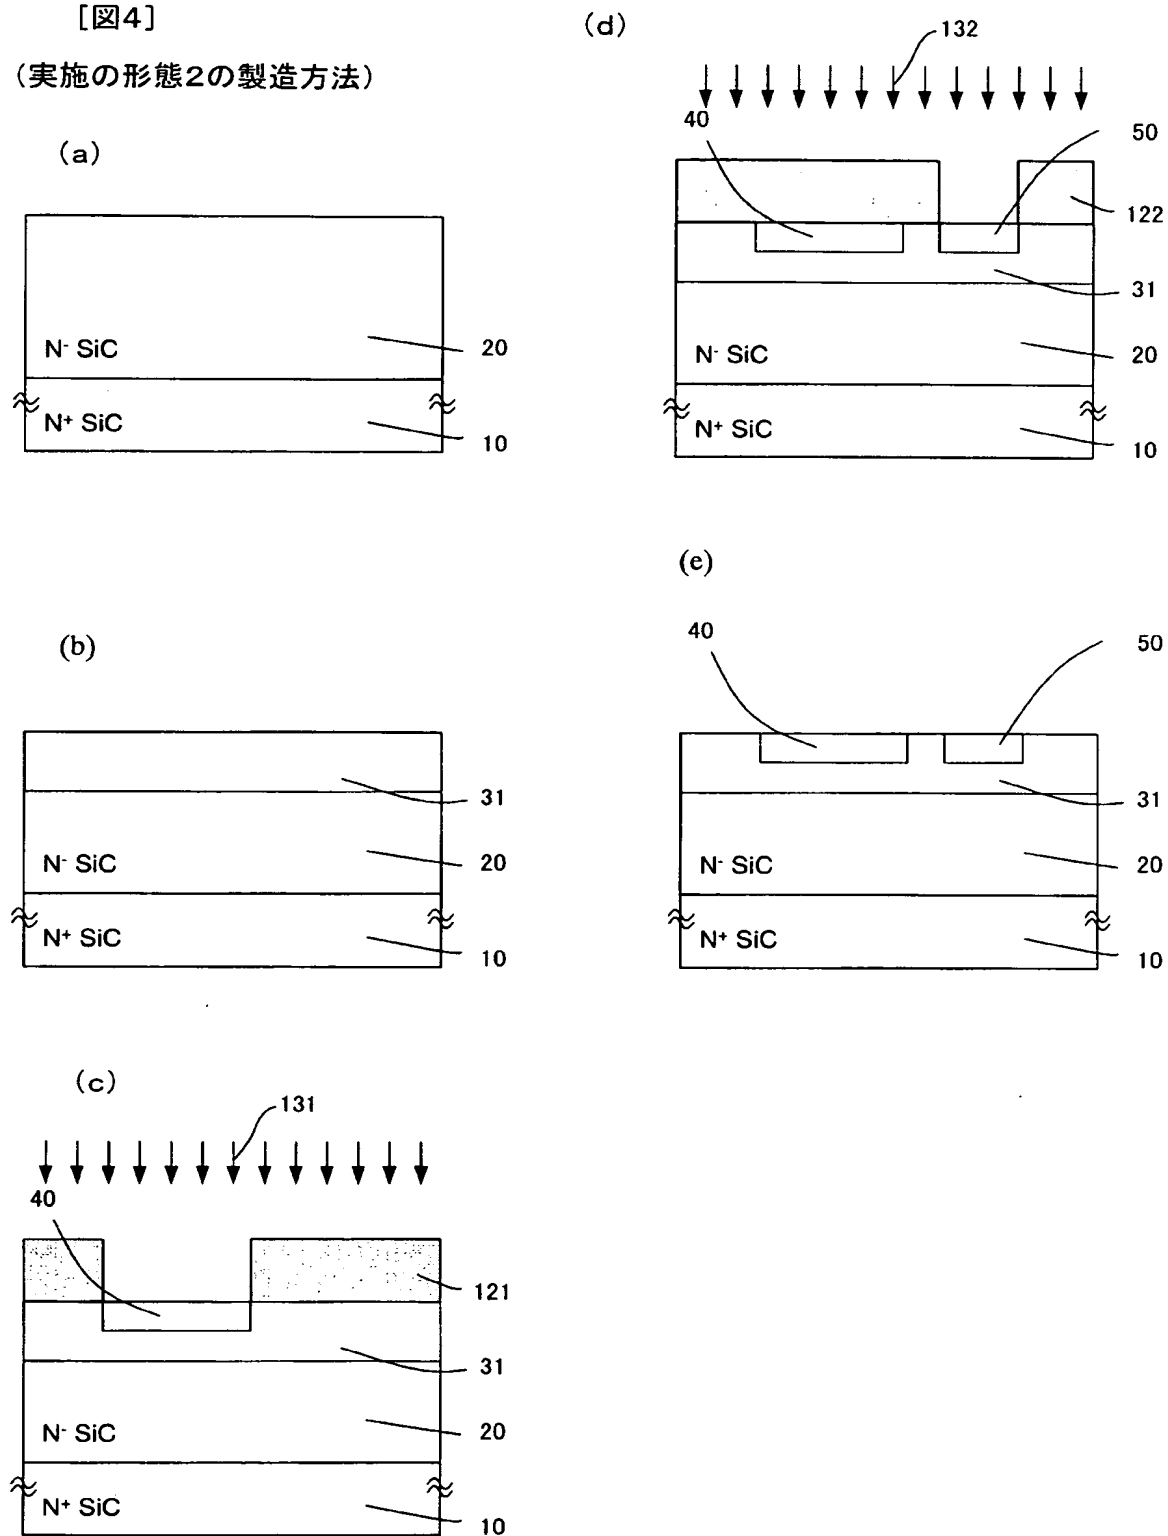 [図4]
(実施の形態2の製造方法)
(a)
N- SiC
20
N+ SiC
10
(b)
31
N- SiC
20
N+ SiC
10
(c)
131
40
121
31
N- SiC
20
N+ SiC
10
(d)
132
40
50
122
31
N- SiC
20
N+ SiC
10
(e)
40
50
31
N- SiC
20
N+ SiC
10